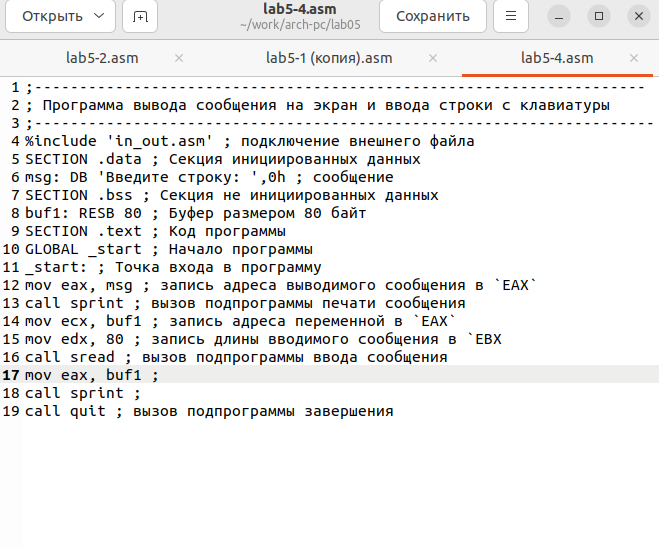 Открыть
lab5-4.asm
~/work/arch-pc/lab05
Сохранить
lab5-2.asm
lab5-1 (копия).asm
lab5-4.asm
1 ;--------------------------------------------------------------------
2 ; Программа вывода сообщения на экран и ввода строки с клавиатуры
3 ;---------------------------------------------------------------------
4 %include 'in_out.asm' ; подключение внешнего файла
5 SECTION .data ; Секция инициированных данных
6 msg: DB 'Введите строку: ',0h ; сообщение
7 SECTION .bss ; Секция не инициированных данных
8 buf1: RESB 80 ; Буфер размером 80 байт
9 SECTION .text ; Код программы
10 GLOBAL _start ; Начало программы
11 _start: ; Точка входа в программу
12 mov eax, msg ; запись адреса выводимого сообщения в `EAX`
13 call sprint ; вызов подпрограммы печати сообщения
14 mov ecx, buf1 ; запись адреса переменной в `EAX`
15 mov edx, 80 ; запись длины вводимого сообщения в `EBX
16 call sread ; вызов подпрограммы ввода сообщения
17 mov eax, buf1 ;
18 call sprint ;
19 call quit ; вызов подпрограммы завершения